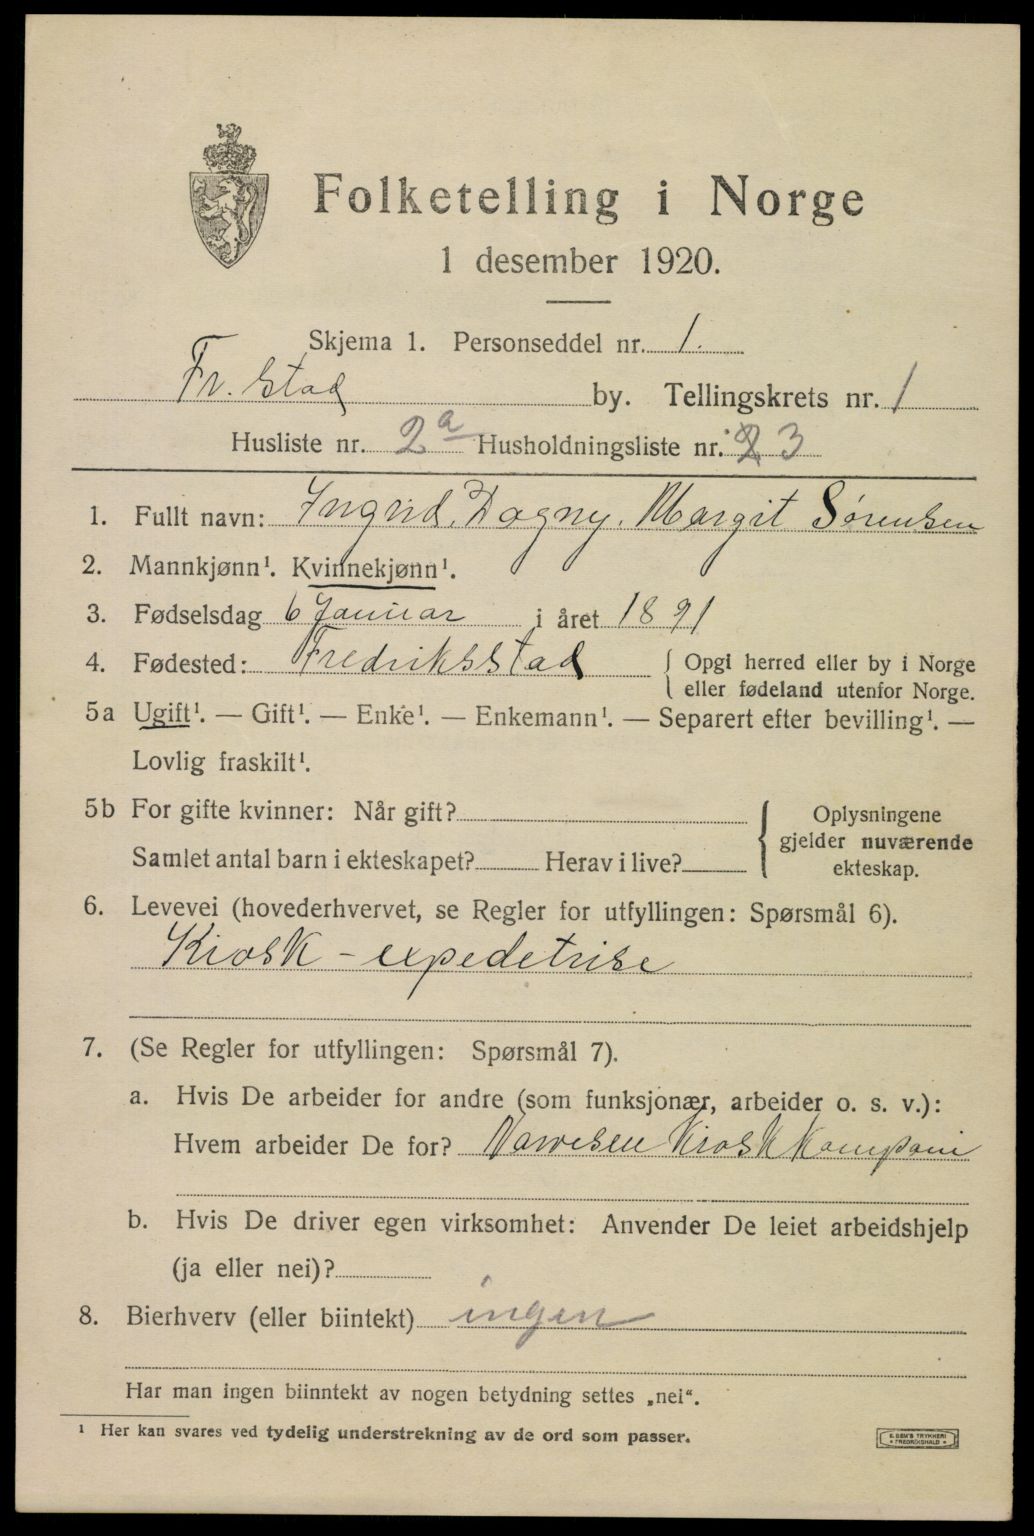 Folketelling i Norge
1 desember 1920.
Skjema 1. Personseddel nr. 1.
Fr.stad by. Tellingskrets nr. 1
Husliste nr. 2a Husholdningsliste nr. 3
1. Fullt navn: Ingrid, Dagny, Margit Sørensen
2. Mannkjønn¹. Kvinnekjønn¹.
3. Fødselsdag 6 Januar i året 1891
4. Fødested: Fredriksstad { Opgi herred eller by i Norge
eller fødeland utenfor Norge.
5a Ugift¹. — Gift¹. — Enke¹. — Enkemann¹. — Separert efter bevilling¹. —
Lovlig fraskilt¹.
5b For gifte kvinner: Når gift? { Oplysningene
gjelder nuværende
Samlet antal barn i ekteskapet? Herav i live?
ekteskap.
6. Levevei (hovederhvervet, se Regler for utfyllingen: Spørsmål 6).
Kiosk - expedetrise
7. (Se Regler for utfyllingen: Spørsmål 7).
a. Hvis De arbeider for andre (som funksjonær, arbeider o. s. v.):
Hvem arbeider De for? Narvesen Kiosk Kompani
b. Hvis De driver egen virksomhet: Anvender De leiet arbeidshjelp
(ja eller nei)?
8. Bierhverv (eller biintekt) ingen
Har man ingen biinntekt av nogen betydning settes „nei“.
¹ Her kan svares ved tydelig understrekning av de ord som passer.
E. SEM'S TRYKKERI
FREDRIKSHALD